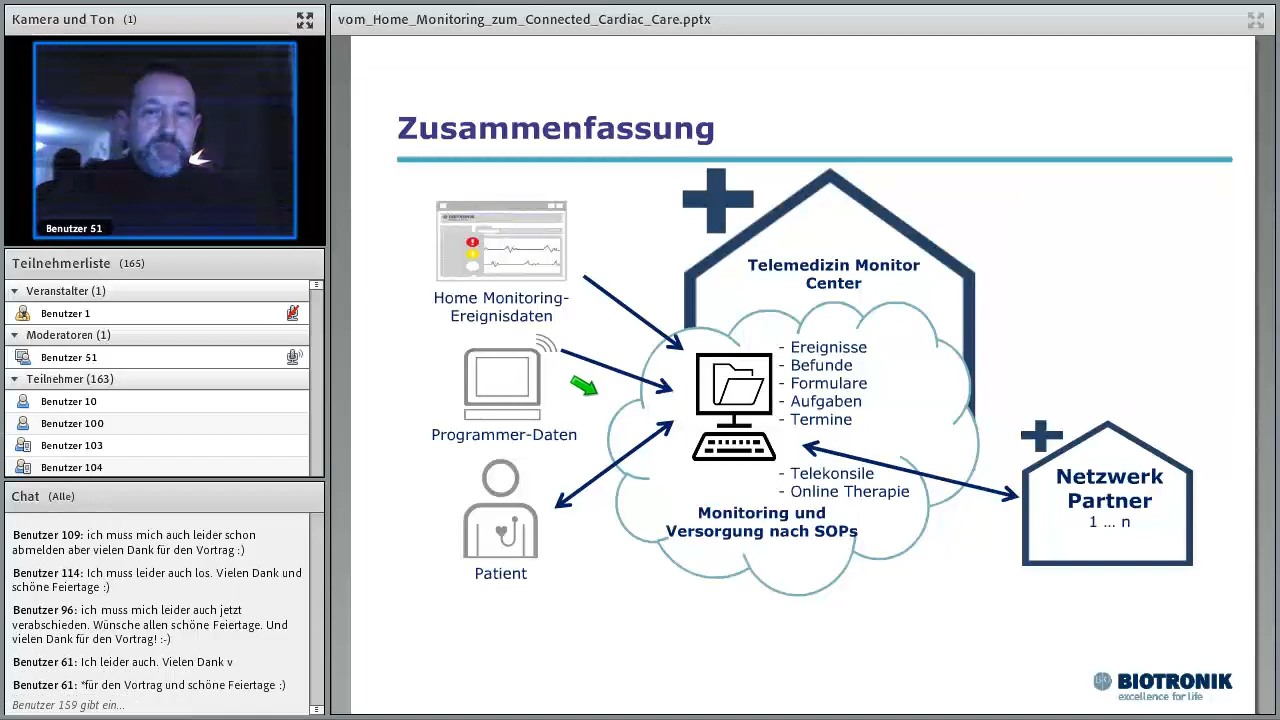 Kamera und Ton (1)
Benutzer 51
Teilnehmerliste (165)
Veranstalter (1)
Benutzer 1
Moderatoren (1)
Benutzer 51
Teilnehmer (163)
Benutzer 10
Benutzer 100
Benutzer 103
Benutzer 104
Chat (Alle)
Benutzer 109: ich muss mich auch leider schon
abmelden aber vielen Dank für den Vortrag :)
Benutzer 114: Ich muss leider auch los. Vielen Dank und
schöne Feiertage :)
Benutzer 96: ich muss mich leider auch jetzt
verabschieden. Wünsche allen schöne Feiertage. Und
vielen Dank für den Vortrag! :-)
Benutzer 61: Ich leider auch. Vielen Dank v
Benutzer 61: *für den Vortrag und schöne Feiertage :)
Benutzer 159 gibt ein...
vom_Home_Monitoring_zum_Connected_Cardiac_Care.pptx
Zusammenfassung
BIOTRONIK
Home Monitoring-
Ereignisdaten
Programmer-Daten
Patient
Telemedizin Monitor
Center
- Ereignisse
- Befunde
- Formulare
- Aufgaben
- Termine
- Telekonsile
- Online Therapie
Monitoring und
Versorgung nach SOPs
Netzwerk
Partner
1 ... n
BIOTRONIK
excellence for life